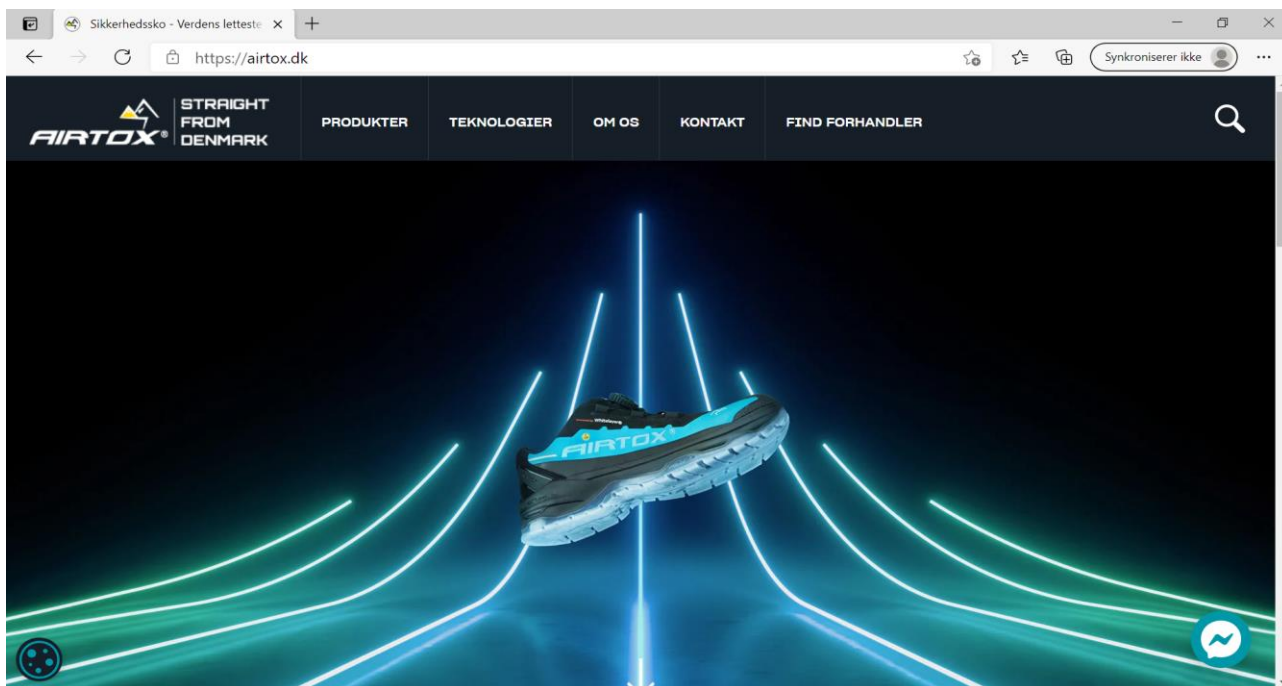 Sikkerhedssko - Verdens letteste
https://airtox.dk
Synkroniserer ikke
AIRTOX®
STRAIGHT
FROM
DENMARK
PRODUKTER
TEKNOLOGIER
OM OS
KONTAKT
FIND FORHANDLER
AIRTOX